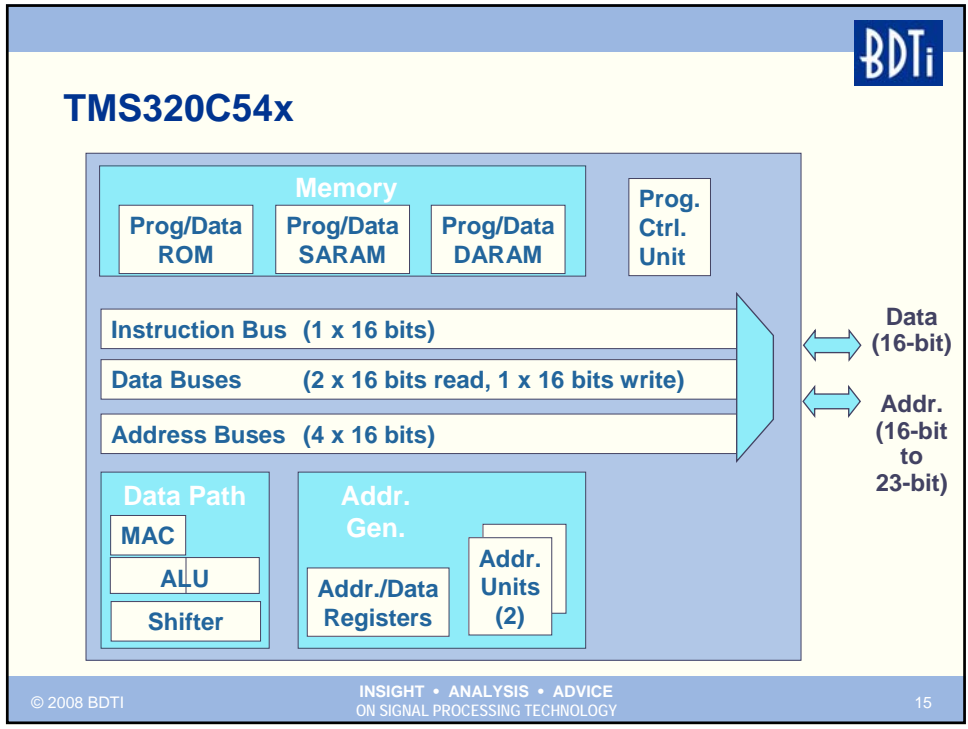 BDTi
TMS320C54x
Memory
Prog/Data
ROM
Prog/Data
SARAM
Prog/Data
DARAM
Prog.
Ctrl.
Unit
Instruction Bus (1 x 16 bits)
Data Buses (2 x 16 bits read, 1 x 16 bits write)
Address Buses (4 x 16 bits)
Data
(16-bit)
Addr.
(16-bit
to
23-bit)
Data Path
MAC
ALU
Shifter
Addr.
Gen.
Addr./Data
Registers
Addr.
Units
(2)
© 2008 BDTI
INSIGHT • ANALYSIS • ADVICE
ON SIGNAL PROCESSING TECHNOLOGY
15